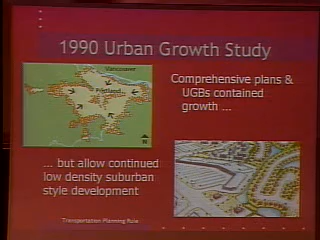 1990 Urban Growth Study
Vancouver
Portland
N
Comprehensive plans &
UGBs contained
growth ...
... but allow continued
low density suburban
style development
Transportation Planning Rule